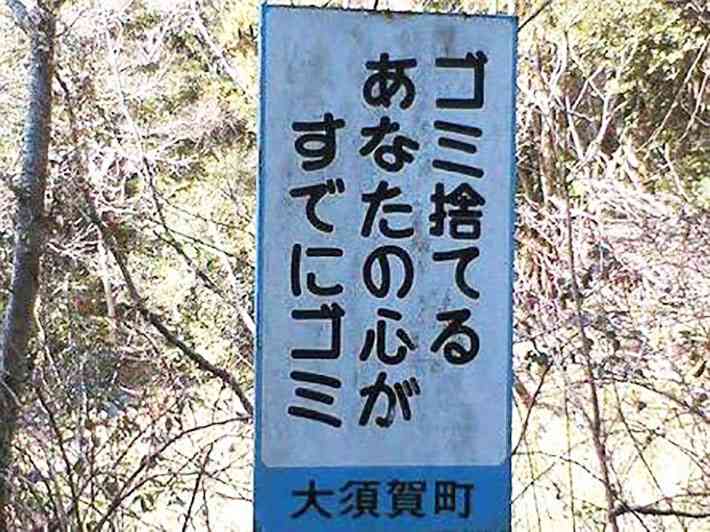 ゴミ捨てる
あなたの心が
すでにゴミ
大須賀町